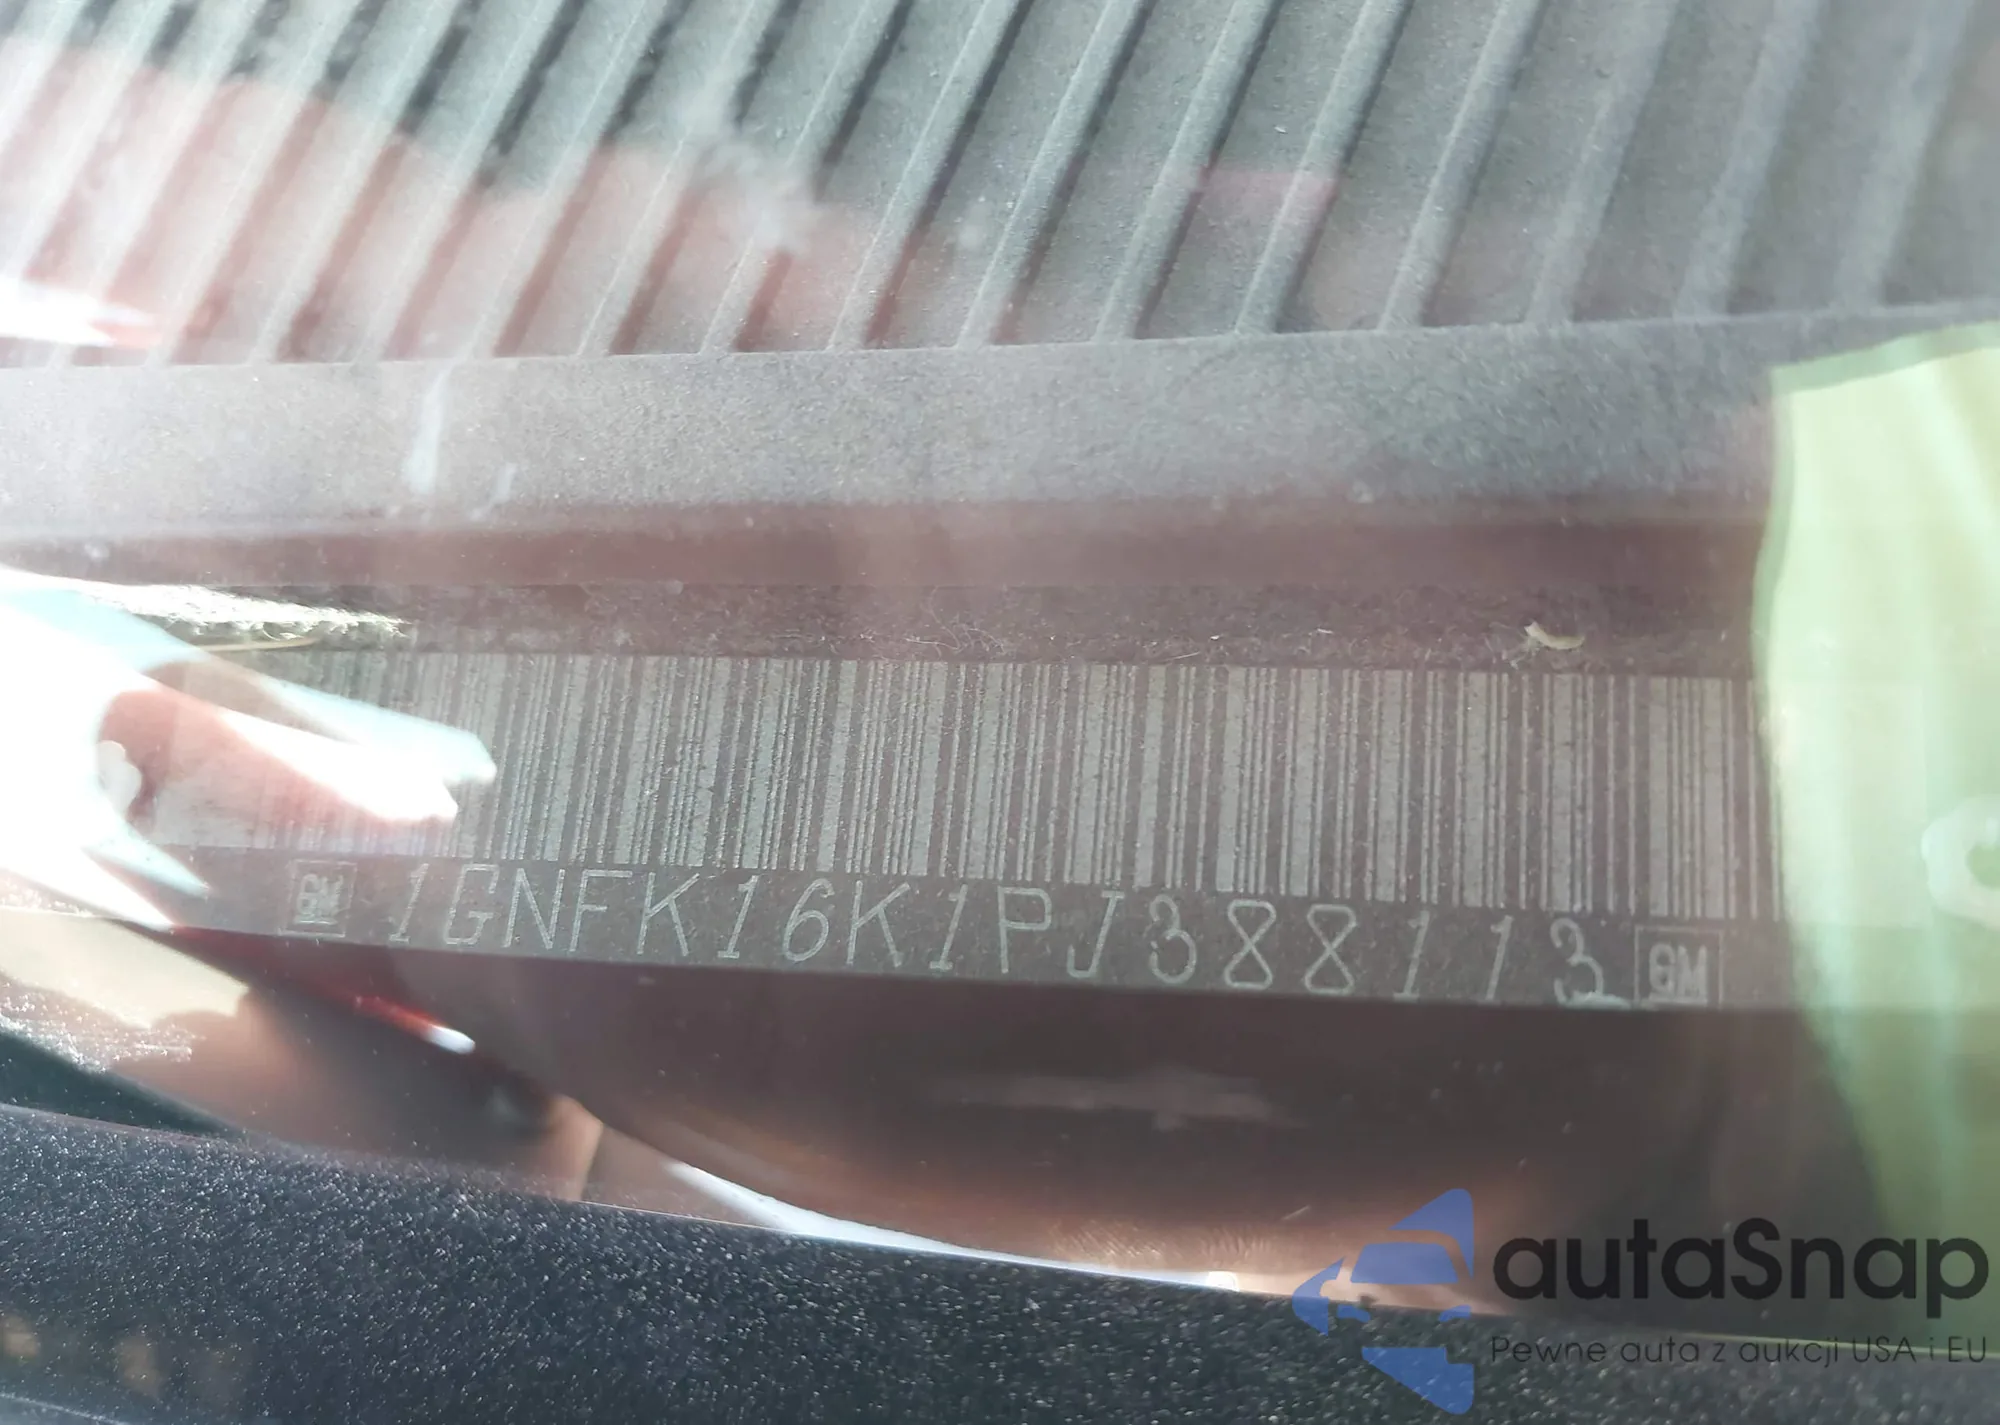 GM 1GNFK16K1PJ388113 GM
autaSnap
Pewne auta z aukcji USA i EU